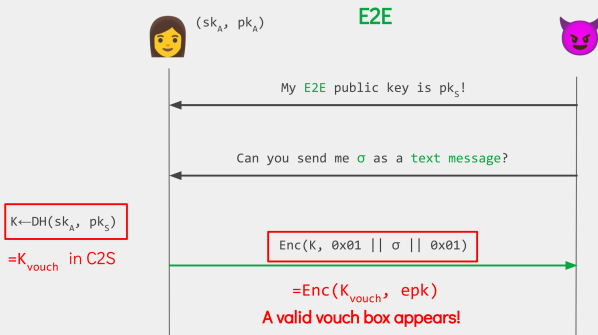 E2E
(sk_A, pk_A)
My E2E public key is pk_S!
Can you send me σ as a text message?
K←DH(sk_A, pk_S)
=K_vouch in C2S
Enc(K, 0x01 || σ || 0x01)
=Enc(K_vouch, epk)
A valid vouch box appears!